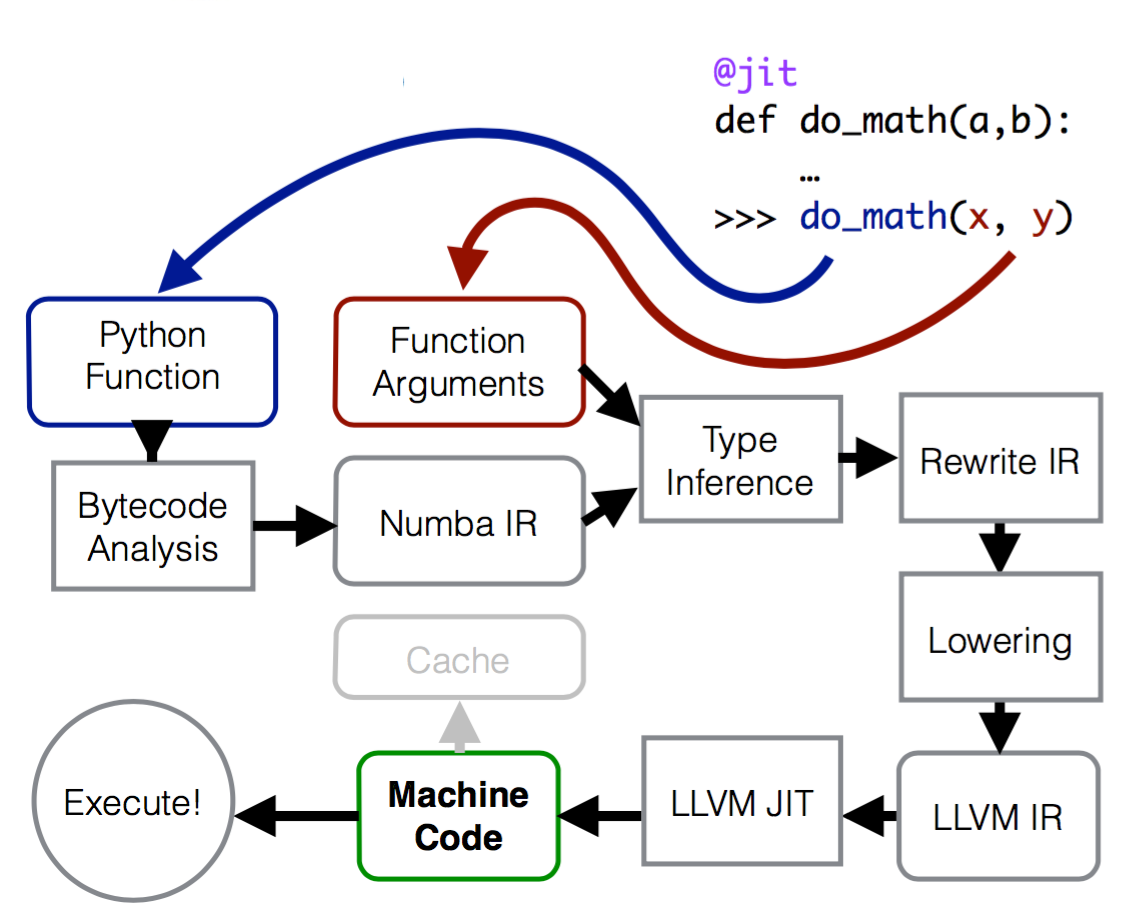 @jit
def do_math(a,b):
…
>>> do_math(x, y)
Python
Function
Function
Arguments
Type
Inference
Rewrite IR
Bytecode
Analysis
Numba IR
Lowering
Cache
Execute!
Machine
Code
LLVM JIT
LLVM IR